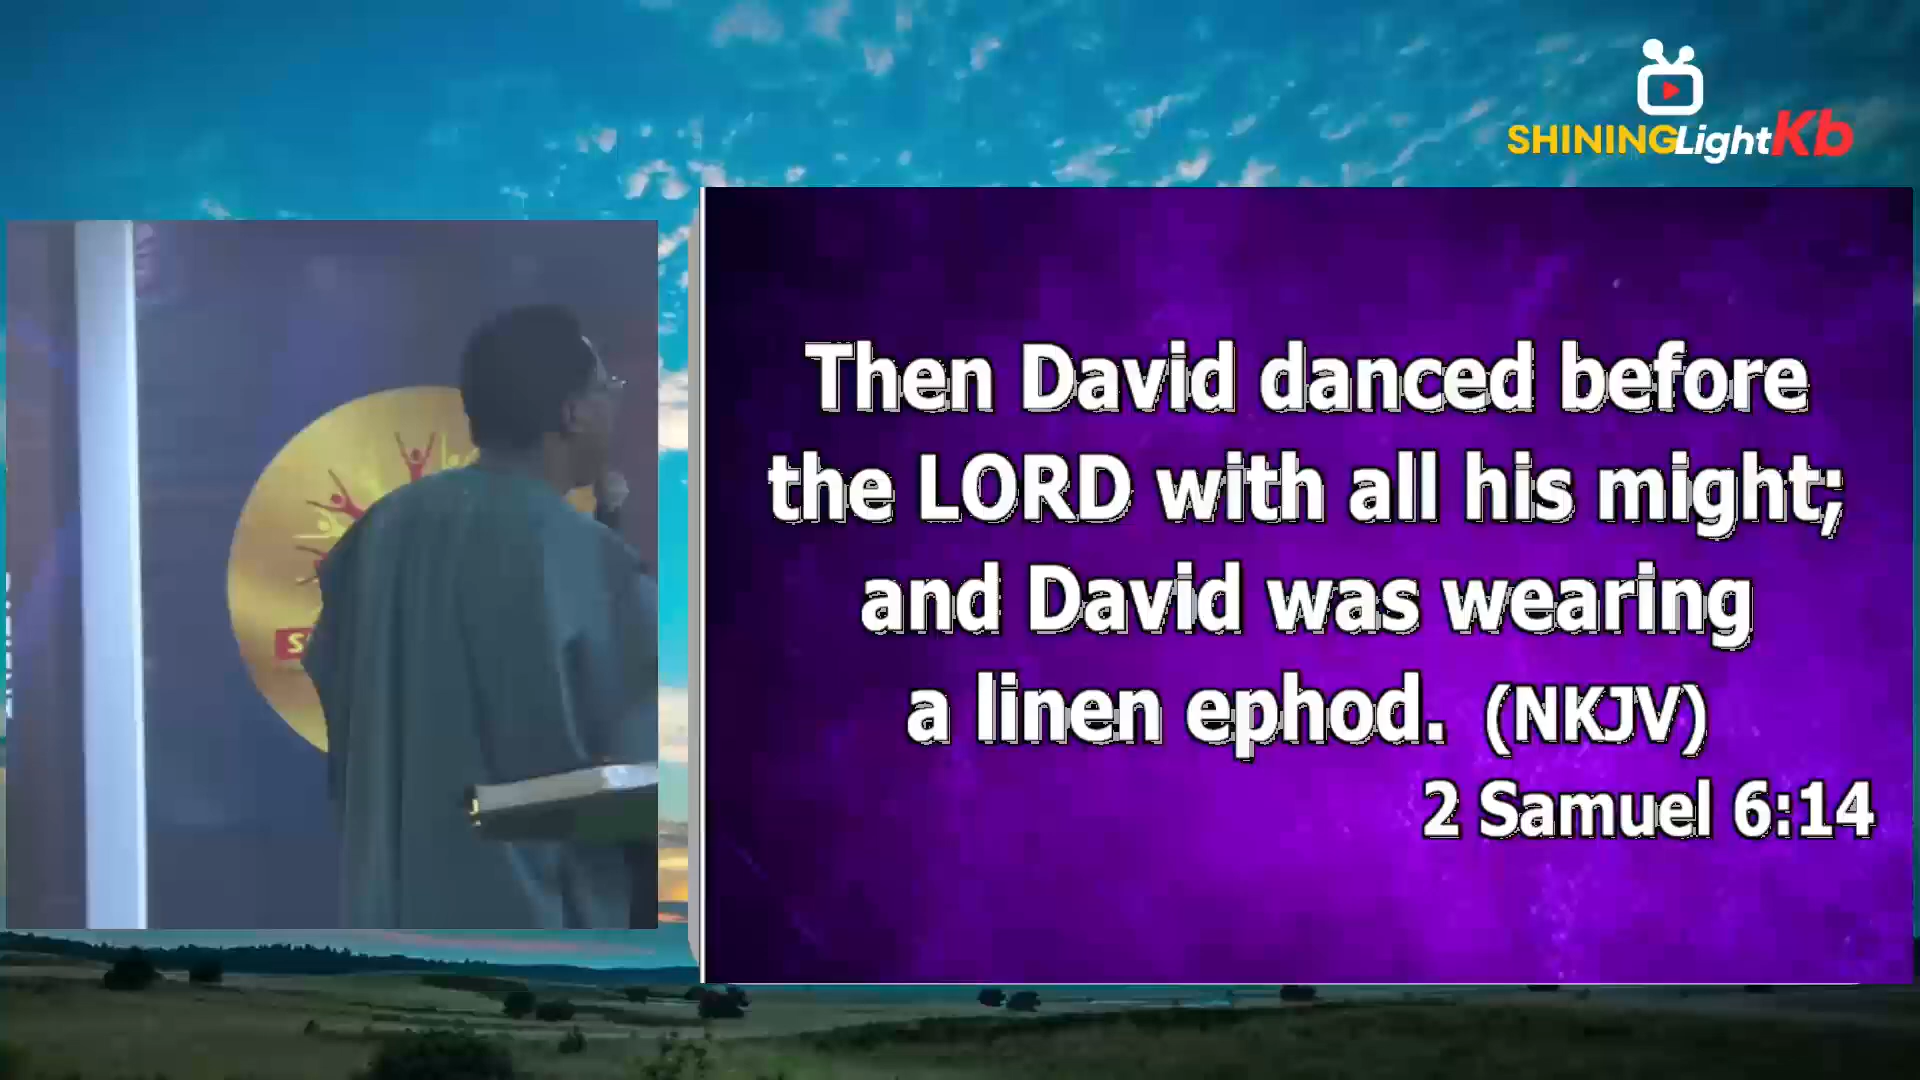 SHININGLightKb
Then David danced before
the LORD with all his might;
and David was wearing
a linen ephod. (NKJV)
2 Samuel 6:14